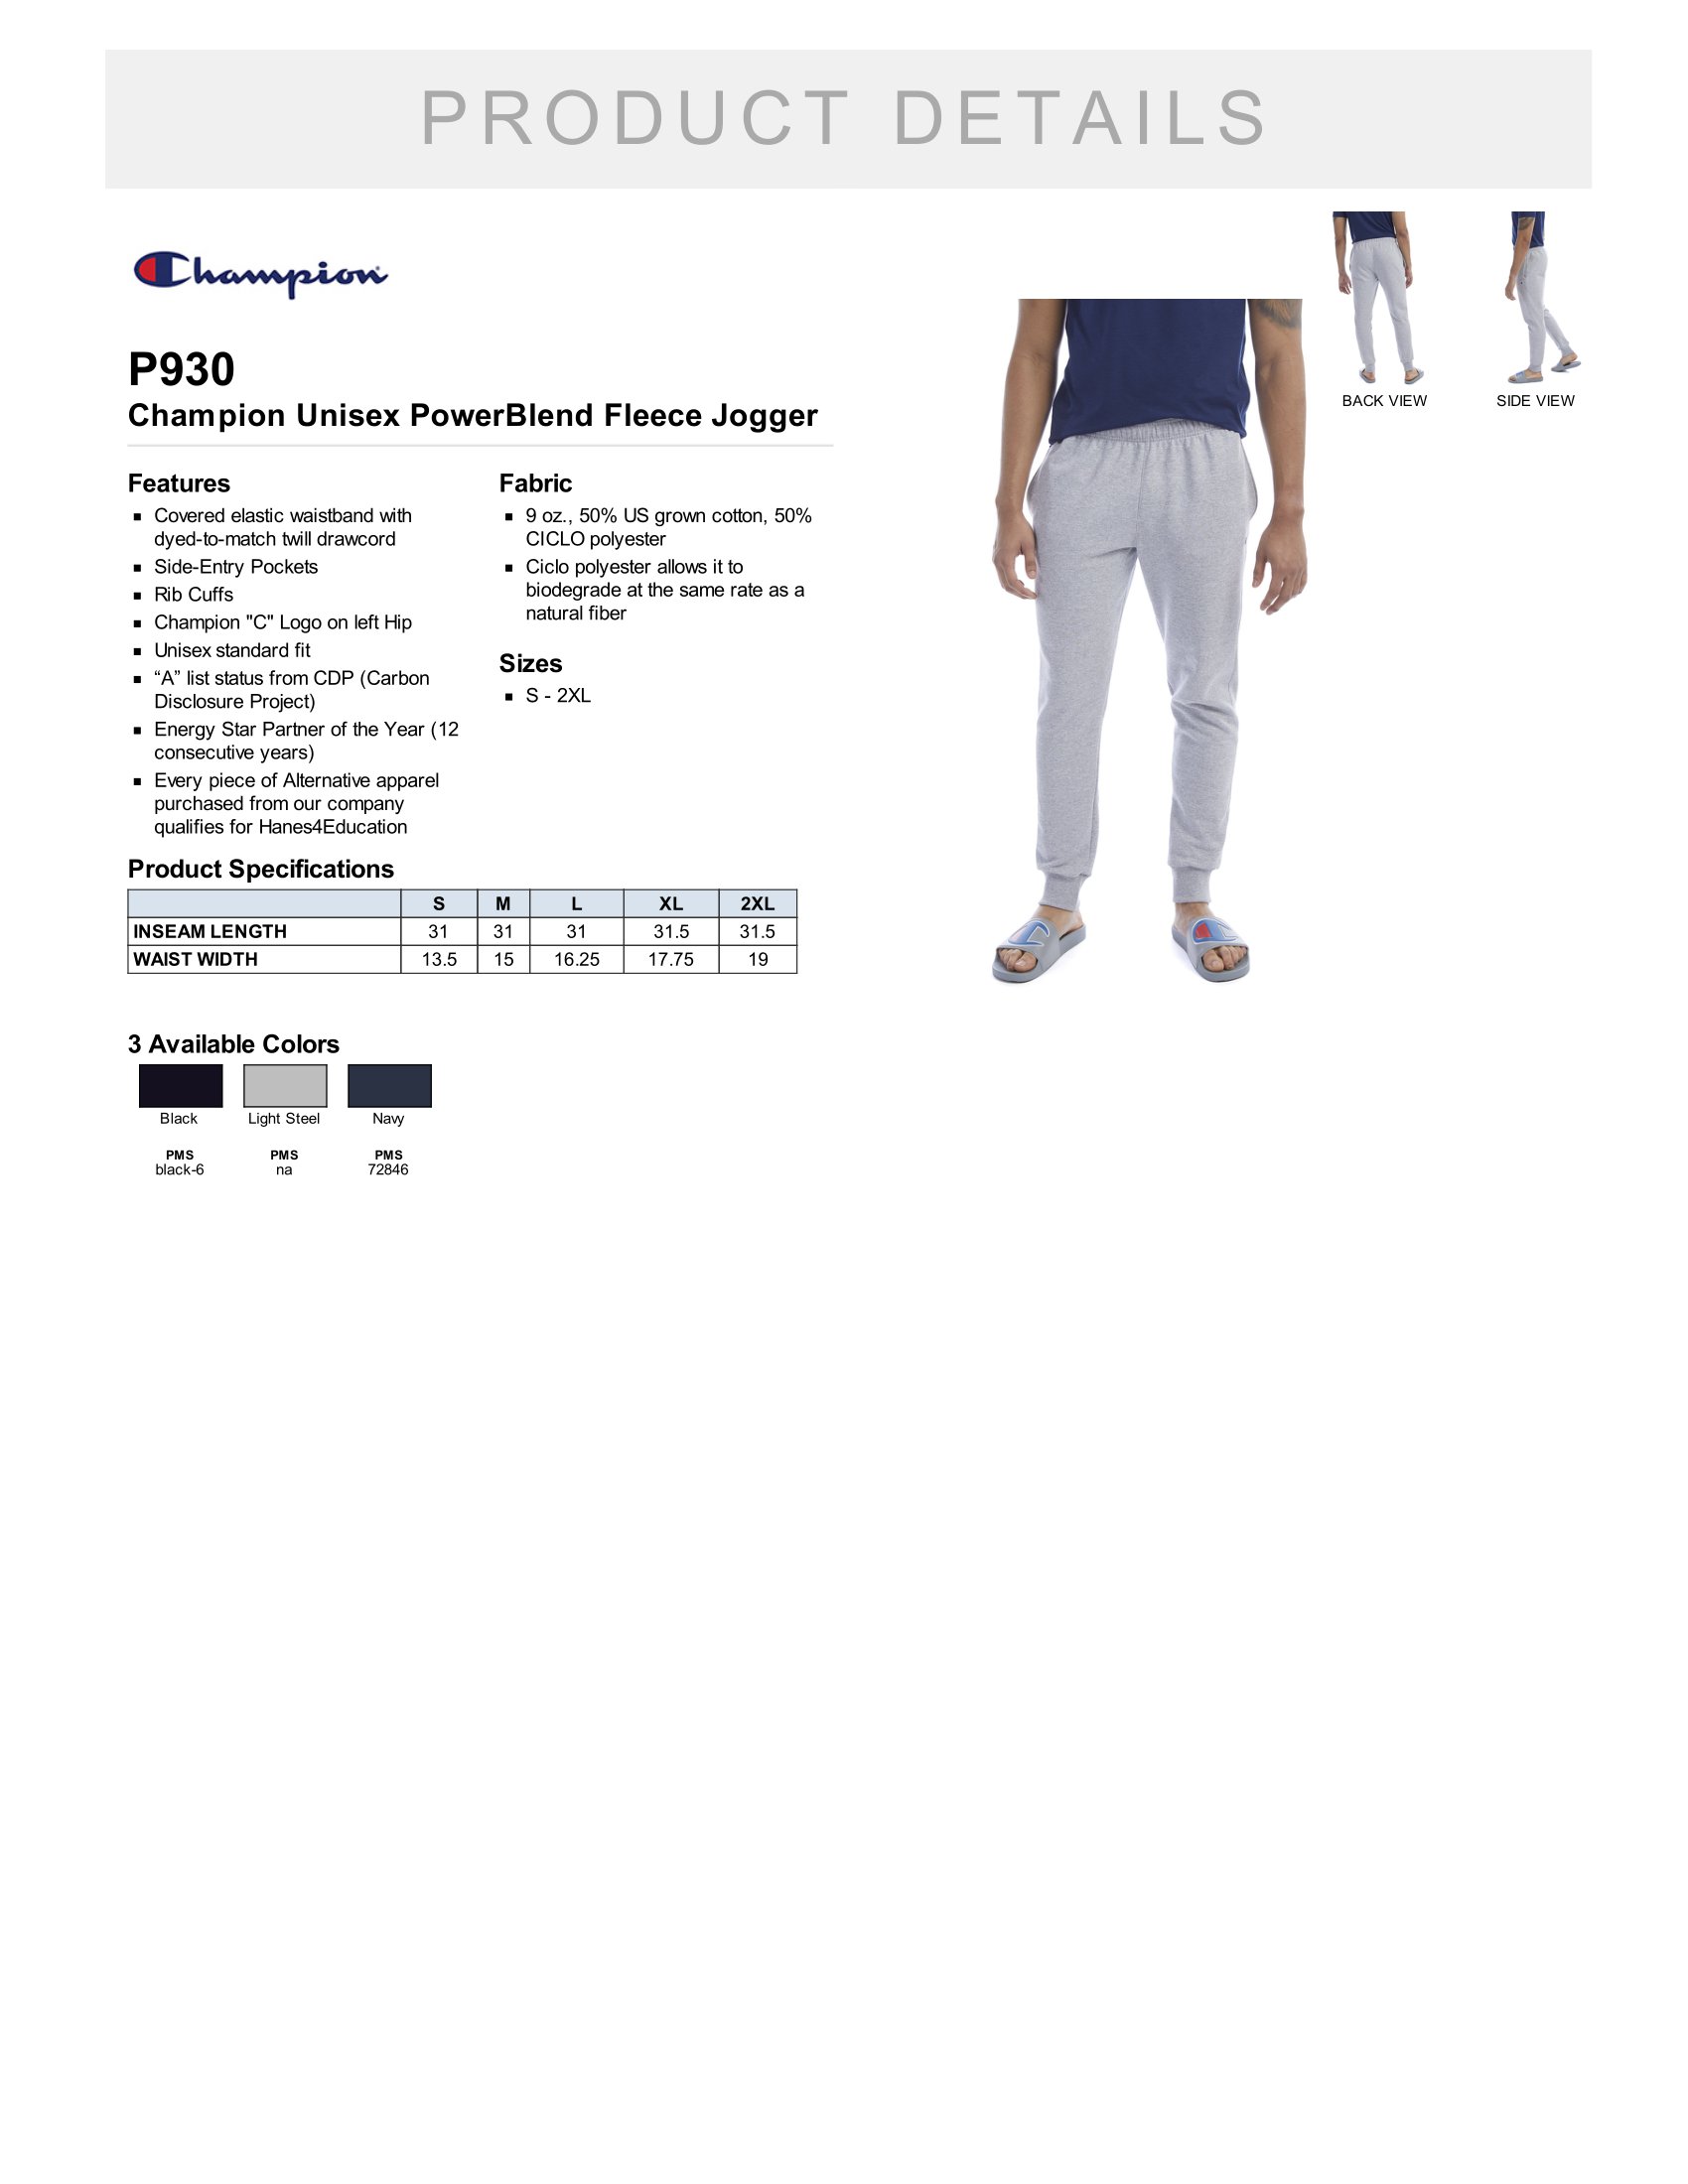 PRODUCT DETAILS
Champion
BACK VIEW
SIDE VIEW
P930
Champion Unisex PowerBlend Fleece Jogger
Features
▪ Covered elastic waistband with
dyed-to-match twill drawcord
▪ Side-Entry Pockets
▪ Rib Cuffs
▪ Champion "C" Logo on left Hip
▪ Unisex standard fit
▪ “A” list status from CDP (Carbon
Disclosure Project)
▪ Energy Star Partner of the Year (12
consecutive years)
▪ Every piece of Alternative apparel
purchased from our company
qualifies for Hanes4Education
Fabric
▪ 9 oz., 50% US grown cotton, 50%
CICLO polyester
▪ Ciclo polyester allows it to
biodegrade at the same rate as a
natural fiber
Sizes
▪ S - 2XL
Product Specifications
S M L XL 2XL
INSEAM LENGTH 31 31 31 31.5 31.5
WAIST WIDTH 13.5 15 16.25 17.75 19
3 Available Colors
Black Light Steel Navy
PMS PMS PMS
black-6 na 72846